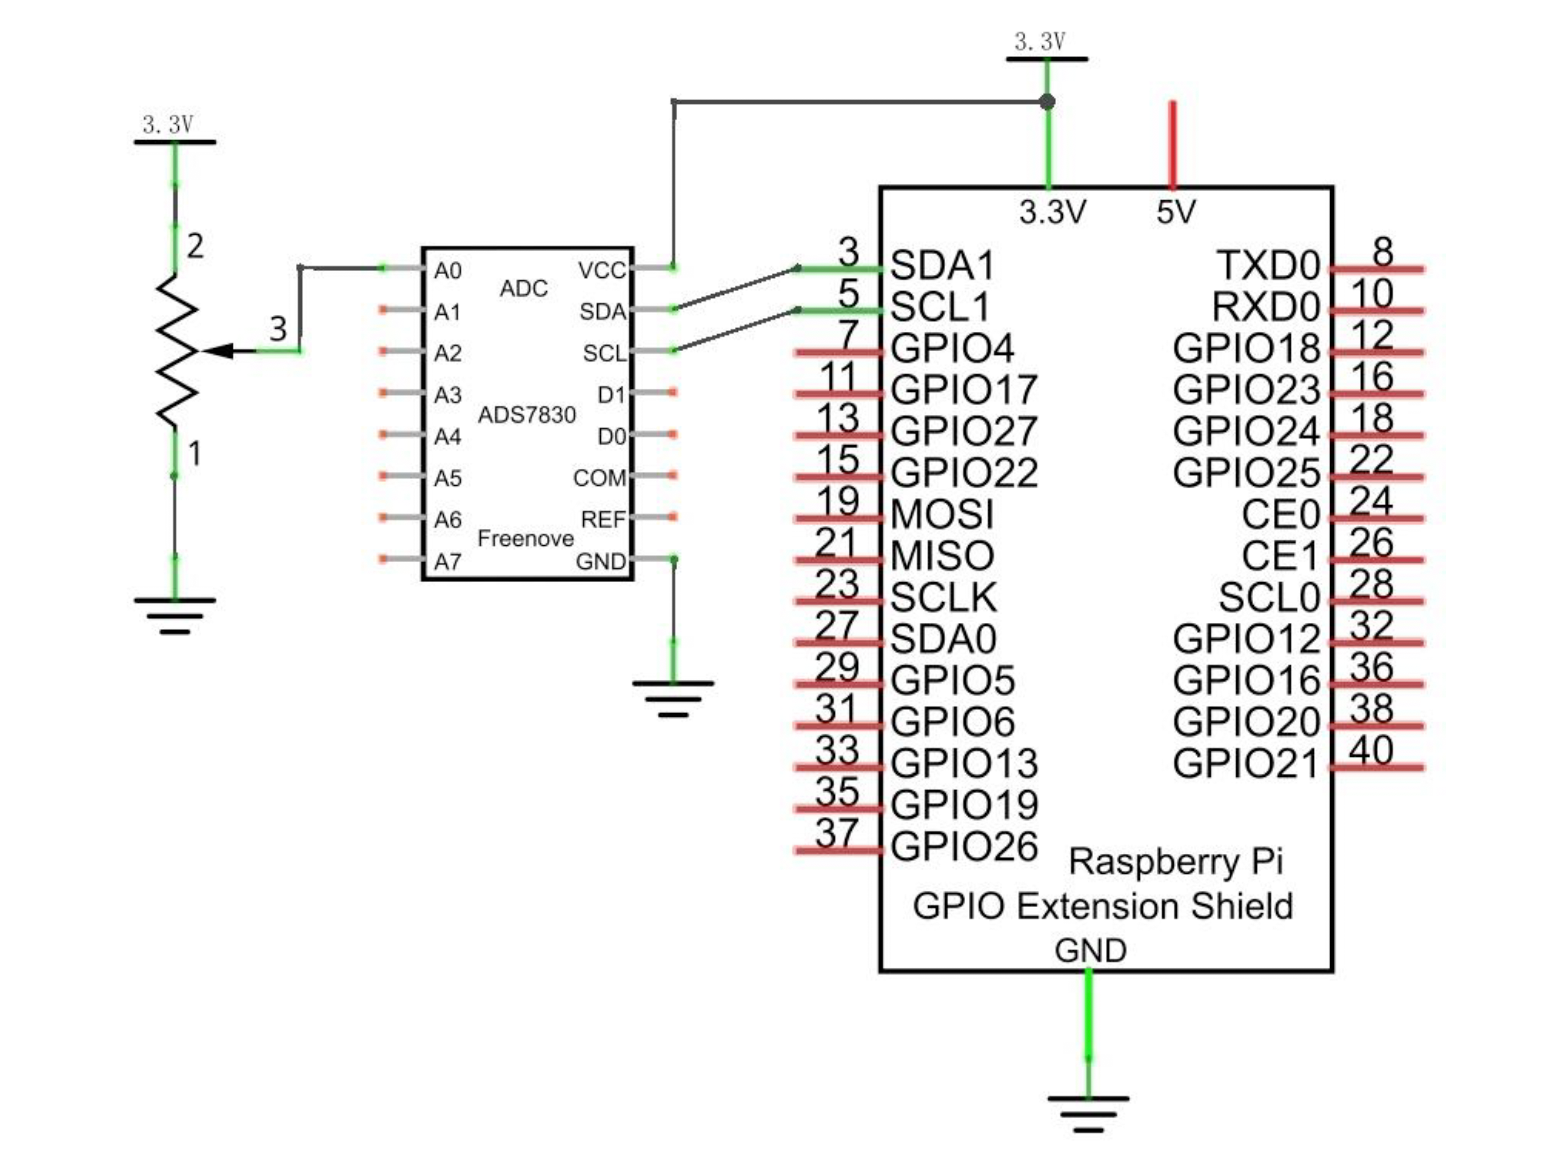 3.3V
2
3
1
A0
A1
A2
A3
A4
A5
A6
A7
ADC
ADS7830
Freenove
VCC
SDA
SCL
D1
D0
COM
REF
GND
3.3V
3.3V 5V
3 SDA1 TXD0 8
5 SCL1 RXD0 10
7 GPIO4 GPIO18 12
11 GPIO17 GPIO23 16
13 GPIO27 GPIO24 18
15 GPIO22 GPIO25 22
19 MOSI CE0 24
21 MISO CE1 26
23 SCLK SCL0 28
27 SDA0 GPIO12 32
29 GPIO5 GPIO16 36
31 GPIO6 GPIO20 38
33 GPIO13 GPIO21 40
35 GPIO19
37 GPIO26
Raspberry Pi
GPIO Extension Shield
GND